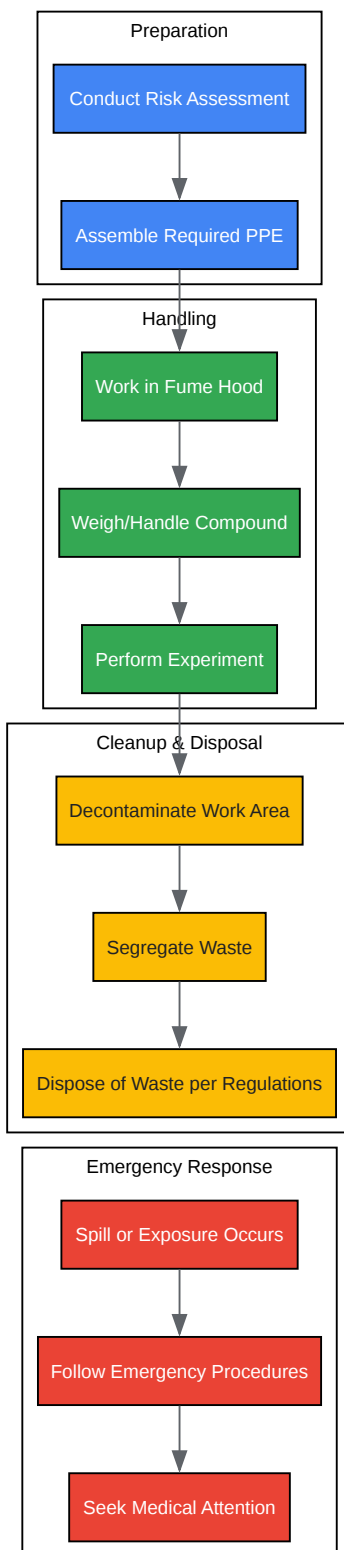 Preparation
Conduct Risk Assessment
Assemble Required PPE
Handling
Work in Fume Hood
Weigh/Handle Compound
Perform Experiment
Cleanup & Disposal
Decontaminate Work Area
Segregate Waste
Dispose of Waste per Regulations
Emergency Response
Spill or Exposure Occurs
Follow Emergency Procedures
Seek Medical Attention